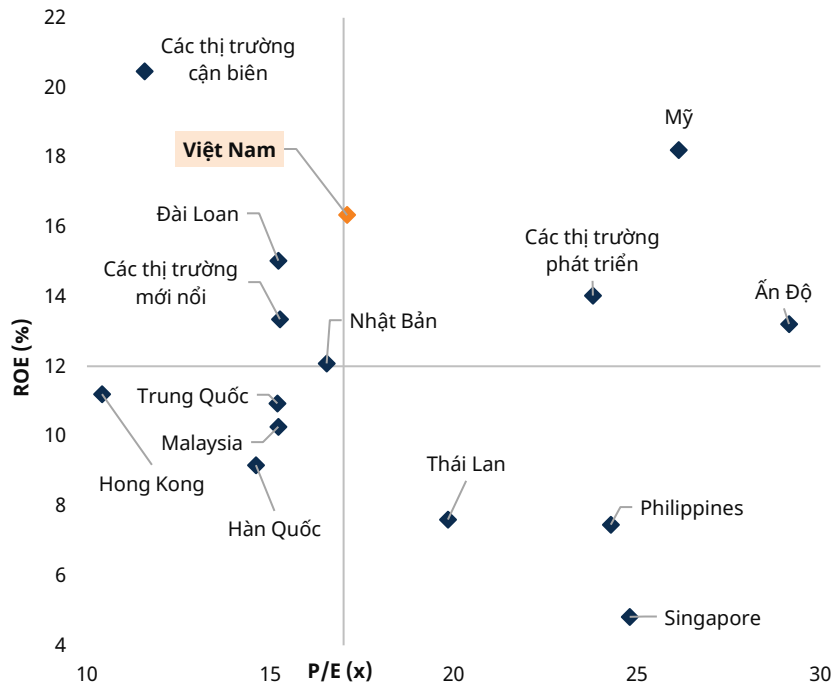 22
Các thị trường
cận biên
20
Mỹ
18
Việt Nam
16
Đài Loan
Các thị trường
phát triển
Các thị trường
mới nổi
14
Ấn Độ
Nhật Bản
ROE (%)
12
Trung Quốc
10
Malaysia
Hong Kong
Thái Lan
8
Hàn Quốc
Philippines
6
Singapore
4
10
15
P/E (x)
20
25
30